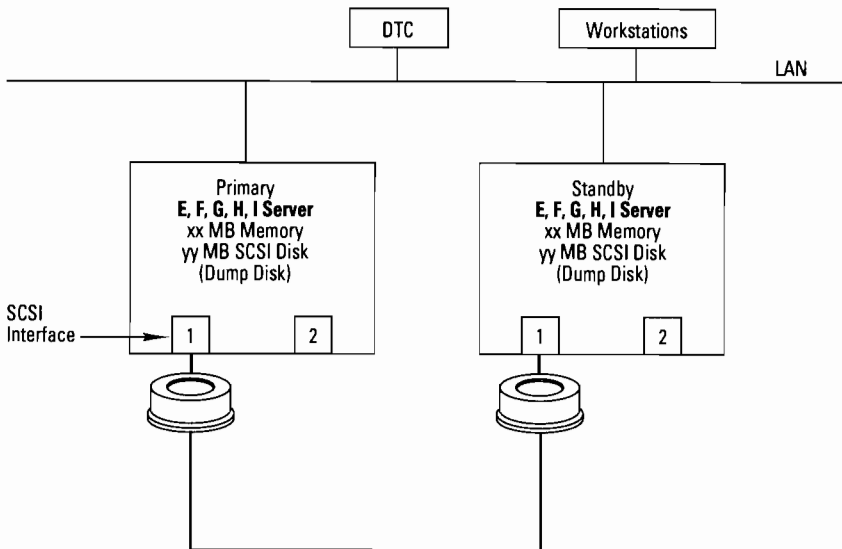 DTC
Workstations
LAN
Primary
E, F, G, H, I Server
xx MB Memory
yy MB SCSI Disk
(Dump Disk)
Standby
E, F, G, H, I Server
xx MB Memory
yy MB SCSI Disk
(Dump Disk)
SCSI
Interface
1
2
1
2